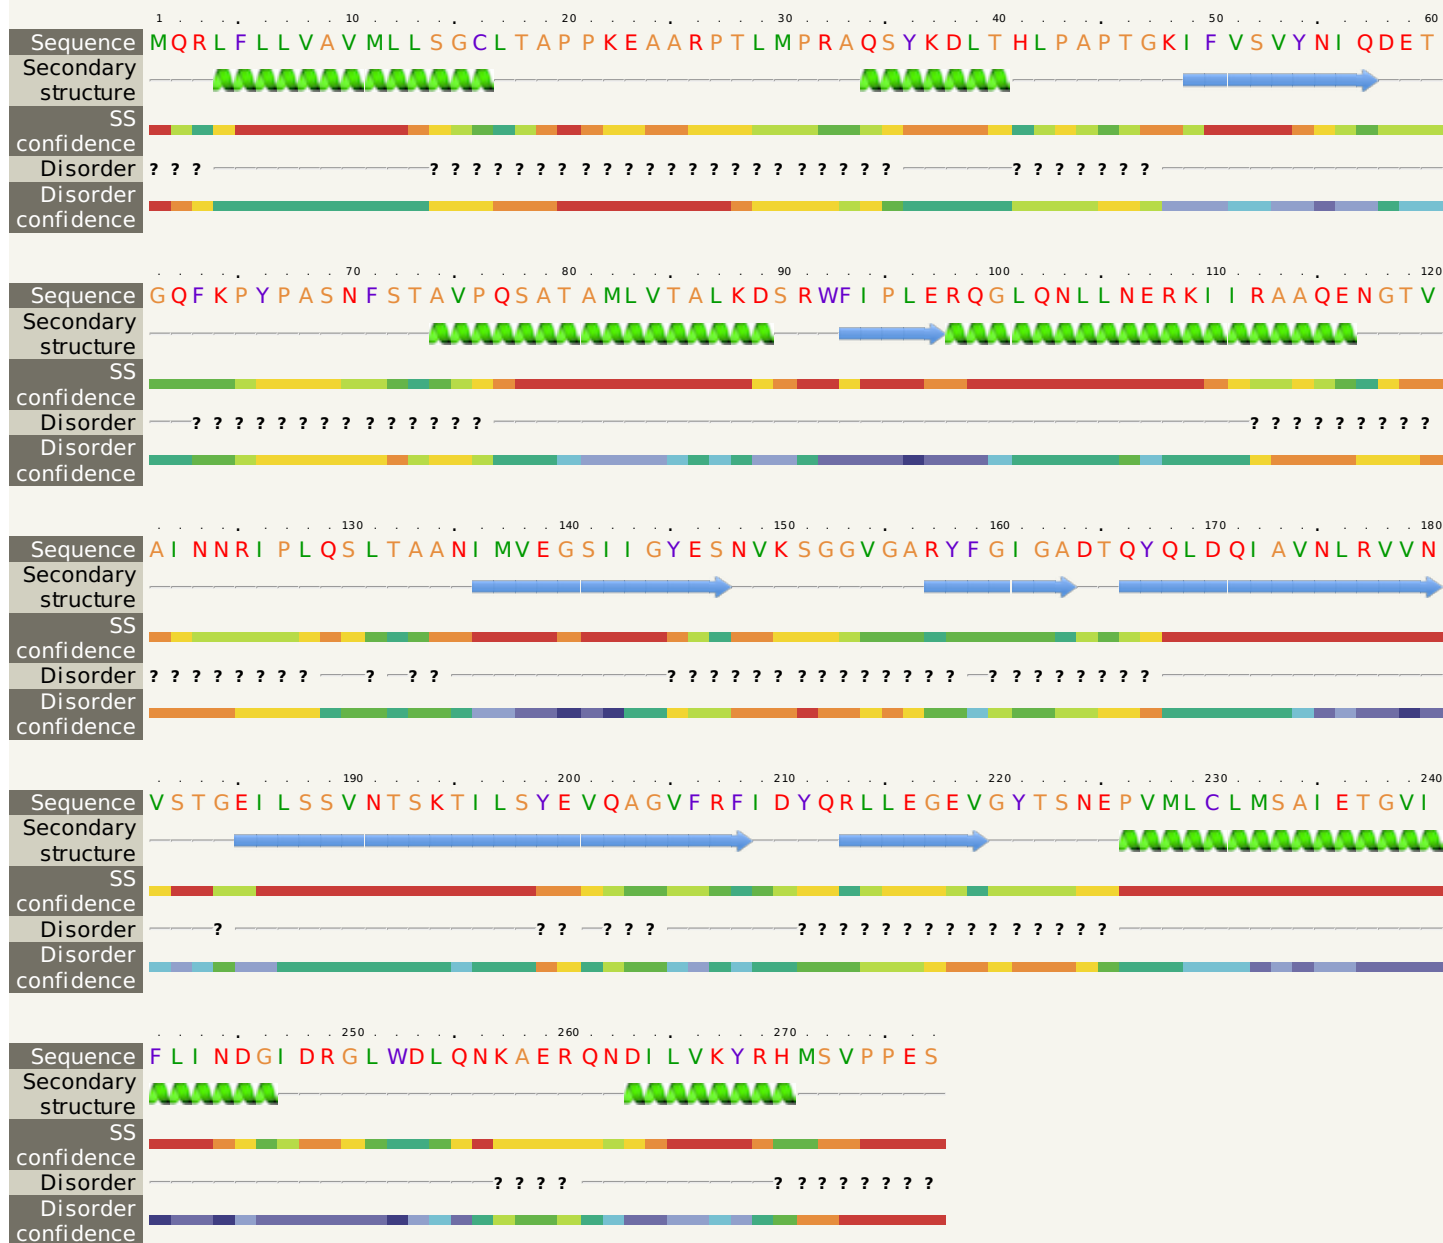 1 10 20 30 40 50 60
Sequence MQRLFLLVAVMLLSGCLTAPPKEAARPTLMPRAQSYKDLTHLPAPTGKIFVSVYNIQDET
Secondary
structure
SS
confidence
Disorder ? ? ? ? ? ? ? ? ? ? ? ? ? ? ? ? ? ? ? ? ? ? ? ? ? ? ? ? ? ? ? ?
Disorder
confidence
70 80 90 100 110 120
Sequence GQFKPYPASNFSTAVPQSATAMLVTALKDSRWFIPLERQGLQNLLNERKIIRAAQENGTV
Secondary
structure
SS
confidence
Disorder ? ? ? ? ? ? ? ? ? ? ? ? ? ? ? ? ? ? ? ? ? ? ?
Disorder
confidence
130 140 150 160 170 180
Sequence AINNRIPLQSLTAANIMVEGSIIGYESNVKSGGVGARYFGIGADTQYQLDQIAVNLRVVN
Secondary
structure
SS
confidence
Disorder ? ? ? ? ? ? ? ? ? ? ? ? ? ? ? ? ? ? ? ? ? ? ? ? ? ? ? ? ? ? ? ? ?
Disorder
confidence
190 200 210 220 230 240
Sequence VSTGEILSSVNTSKTILSYEVQAGVFRFIDYQRLLEGEVGYTSNEPVMLCLMSAIETGVI
Secondary
structure
SS
confidence
Disorder ? ? ? ? ? ? ? ? ? ? ? ? ? ? ? ? ? ? ? ? ?
Disorder
confidence
250 260 270
Sequence FLINDGIDRGLWDLQNKAERQNDILVKYRHMSVPPES
Secondary
structure
SS
confidence
Disorder ? ? ? ? ? ? ? ? ? ? ? ?
Disorder
confidence